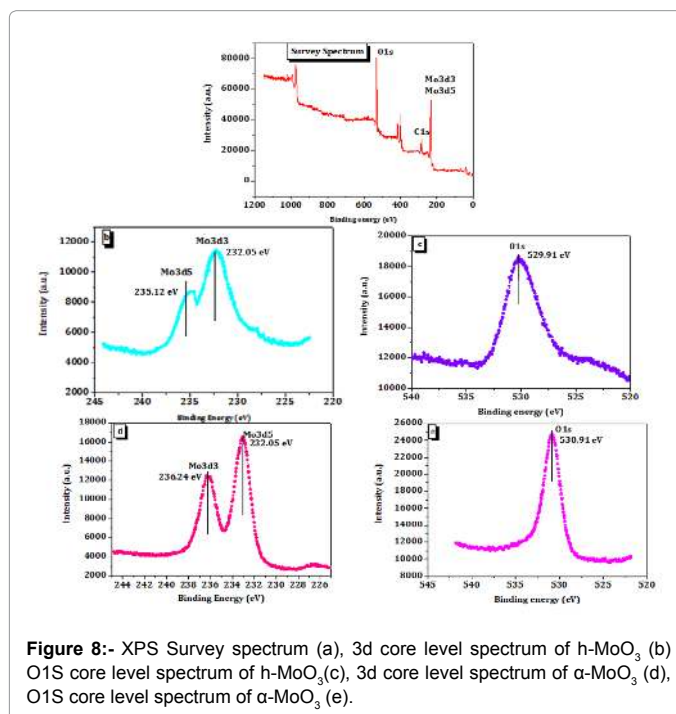 Survey Spectrum
O1s
Mo3d3
Mo3d5
C1s
80000
60000
40000
20000
0
Intensity (a.u.)
1200 1000 800 600 400 200 0
Binding energy (eV)
b
Mo3d3
232.05 eV
Mo3d5
235.12 eV
12000
10000
8000
6000
4000
2000
Intensity (a.u.)
245 240 235 230 225 220
Binding Energy (eV)
c
O1s
529.91 eV
20000
18000
16000
14000
12000
10000
Intensity (a.u.)
540 535 530 525 520
Binding energy (eV)
d
Mo3d5
232.05 eV
Mo3d3
236.24 eV
18000
16000
14000
12000
10000
8000
6000
4000
2000
Intensity (a.u.)
244 242 240 238 236 234 232 230 228 226
Binding Energy (eV)
O1s
530.91 eV
26000
24000
22000
20000
18000
16000
14000
12000
10000
8000
Intensity (a.u.)
545 540 535 530 525 520
Binding energy (eV)
Figure 8:- XPS Survey spectrum (a), 3d core level spectrum of h-MoO₃ (b)
O1S core level spectrum of h-MoO₃(c), 3d core level spectrum of α-MoO₃ (d),
O1S core level spectrum of α-MoO₃ (e).